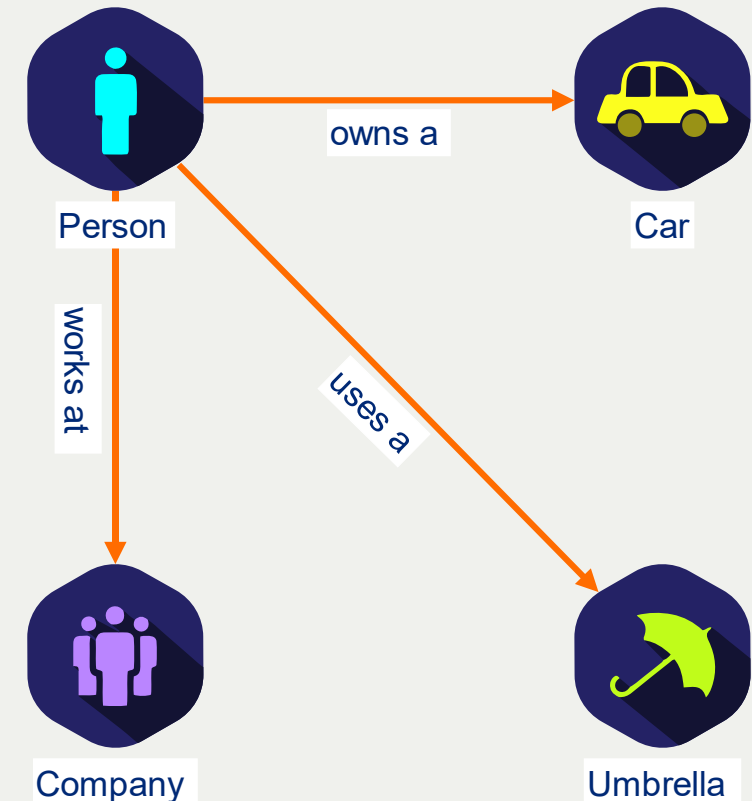 owns a
Person
Car
works at
uses a
Company
Umbrella